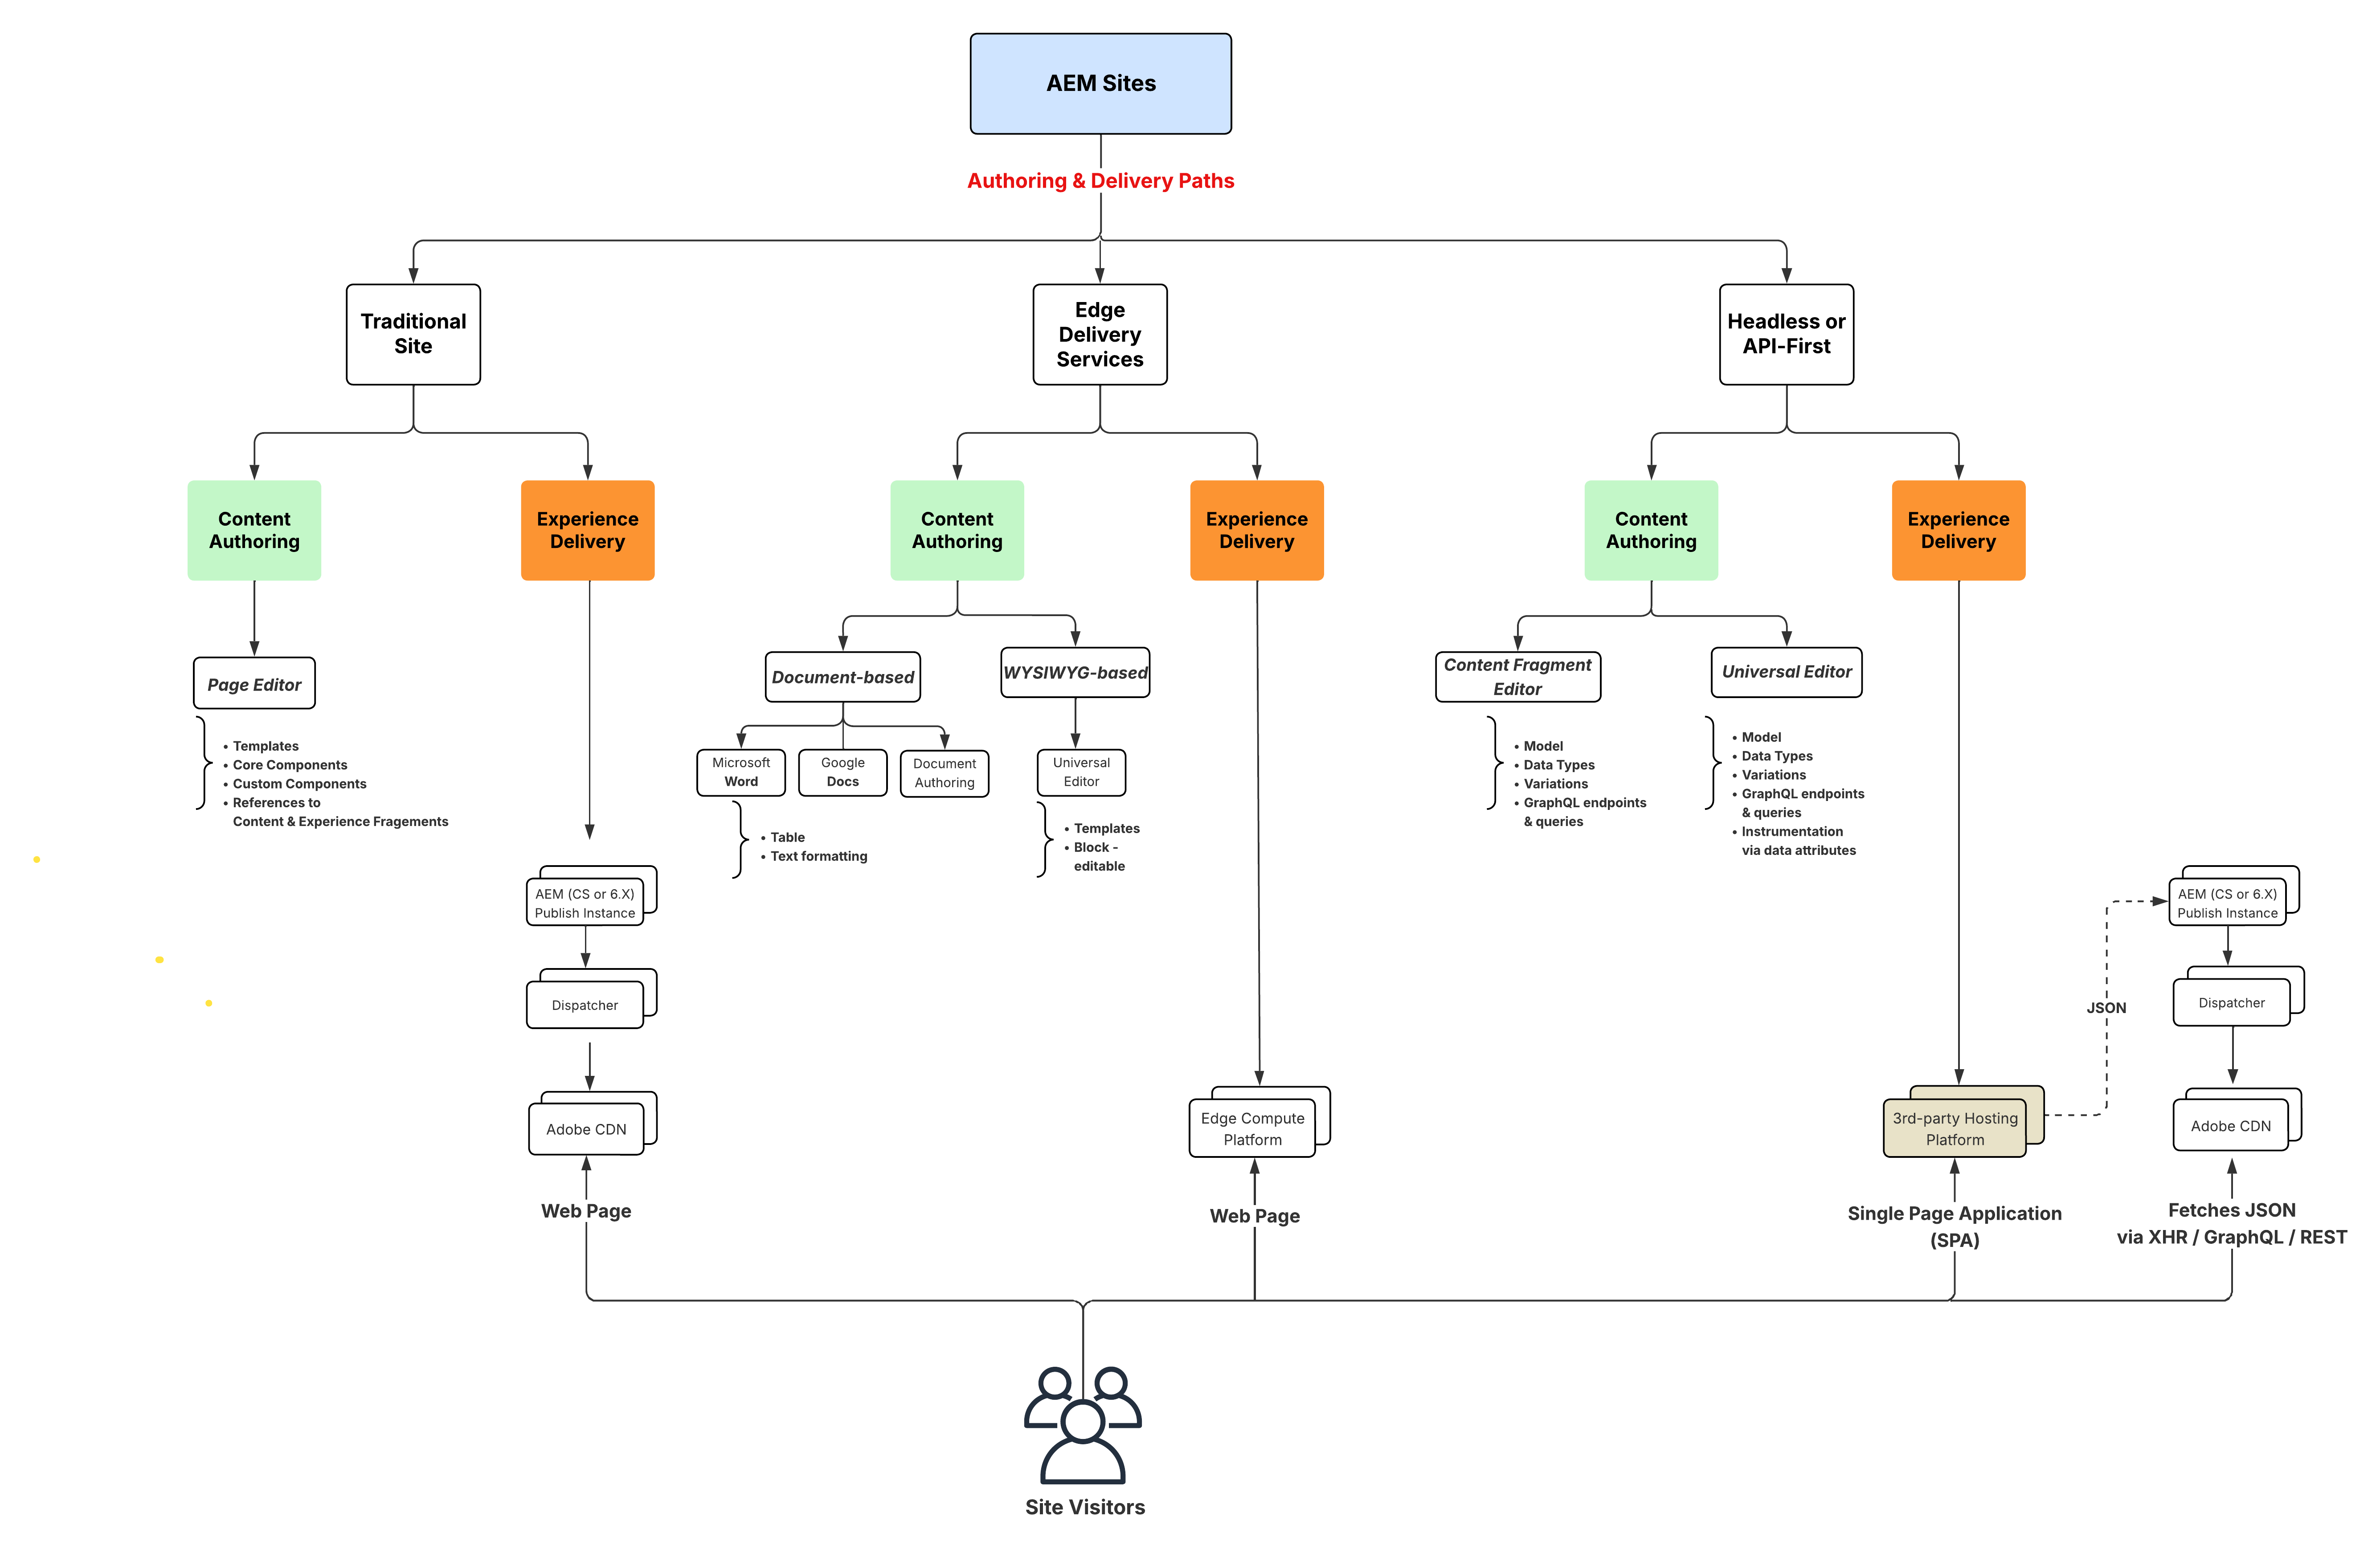 AEM Sites
Authoring & Delivery Paths
Traditional
Site
Edge
Delivery
Services
Headless or
API-First
Content
Authoring
Experience
Delivery
Content
Authoring
Experience
Delivery
Content
Authoring
Experience
Delivery
Page Editor
• Templates
• Core Components
• Custom Components
• References to
Content & Experience Fragements
Document-based
WYSIWYG-based
Microsoft
Word
Google
Docs
Document
Authoring
Universal
Editor
• Table
• Text formatting
• Templates
• Block -
editable
Content Fragment
Editor
Universal Editor
• Model
• Data Types
• Variations
• GraphQL endpoints
& queries
• Model
• Data Types
• Variations
• GraphQL endpoints
& queries
• Instrumentation
via data attributes
AEM (CS or 6.X)
Publish Instance
Dispatcher
Adobe CDN
Edge Compute
Platform
3rd-party Hosting
Platform
JSON
AEM (CS or 6.X)
Publish Instance
Dispatcher
Adobe CDN
Web Page
Web Page
Single Page Application
(SPA)
Fetches JSON
via XHR / GraphQL / REST
Site Visitors